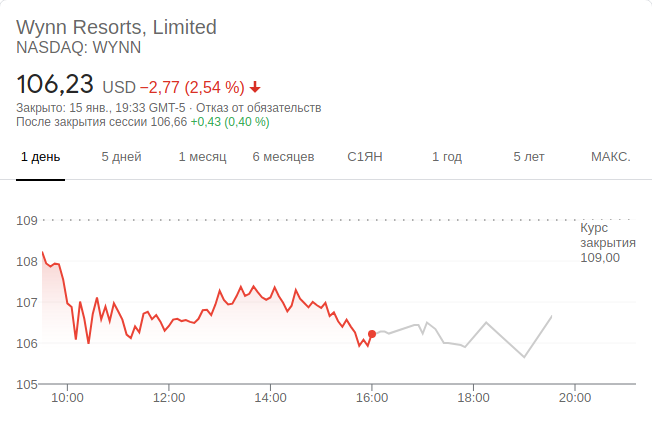 Wynn Resorts, Limited
NASDAQ: WYNN
106,23 USD −2,77 (2,54 %)
Закрыто: 15 янв., 19:33 GMT-5 · Отказ от обязательств
После закрытия сессии 106,66 +0,43 (0,40 %)
1 день 5 дней 1 месяц 6 месяцев С1ЯН 1 год 5 лет МАКС.
109
Курс
закрытия
109,00
108
107
106
105
10:00 12:00 14:00 16:00 18:00 20:00